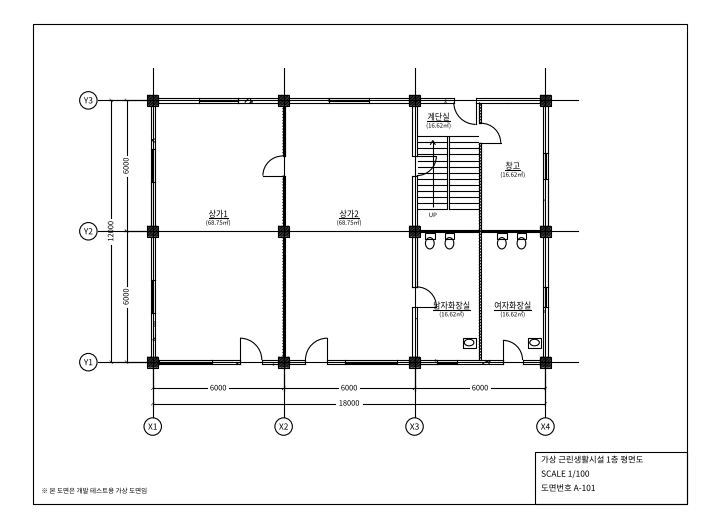 Y3
계단실
(16.62㎡)
창고
(16.62㎡)
6000
상가1
(68.75㎡)
상가2
(68.75㎡)
UP
Y2
12000
6000
남자화장실
(16.62㎡)
여자화장실
(16.62㎡)
Y1
6000
6000
6000
18000
X1
X2
X3
X4
가상 근린생활시설 1층 평면도
SCALE 1/100
도면번호 A-101
※ 본 도면은 개발 테스트용 가상 도면임